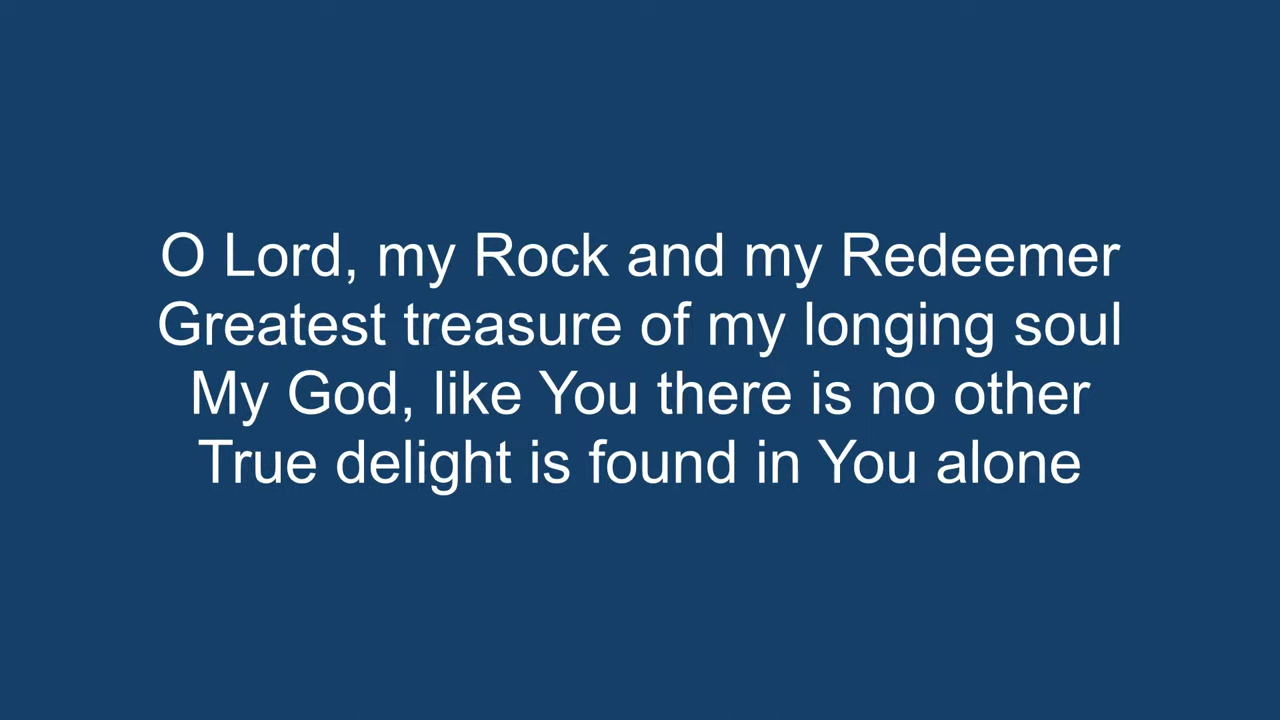 O Lord, my Rock and my Redeemer
Greatest treasure of my longing soul
My God, like You there is no other
True delight is found in You alone